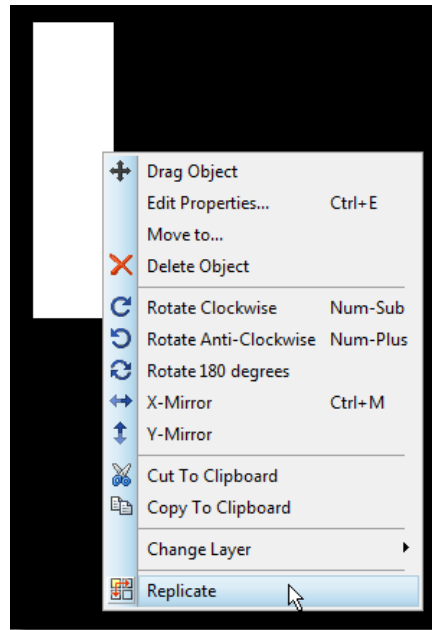 Drag Object
Edit Properties... Ctrl+E
Move to...
Delete Object
Rotate Clockwise Num-Sub
Rotate Anti-Clockwise Num-Plus
Rotate 180 degrees
X-Mirror Ctrl+M
Y-Mirror
Cut To Clipboard
Copy To Clipboard
Change Layer
Replicate